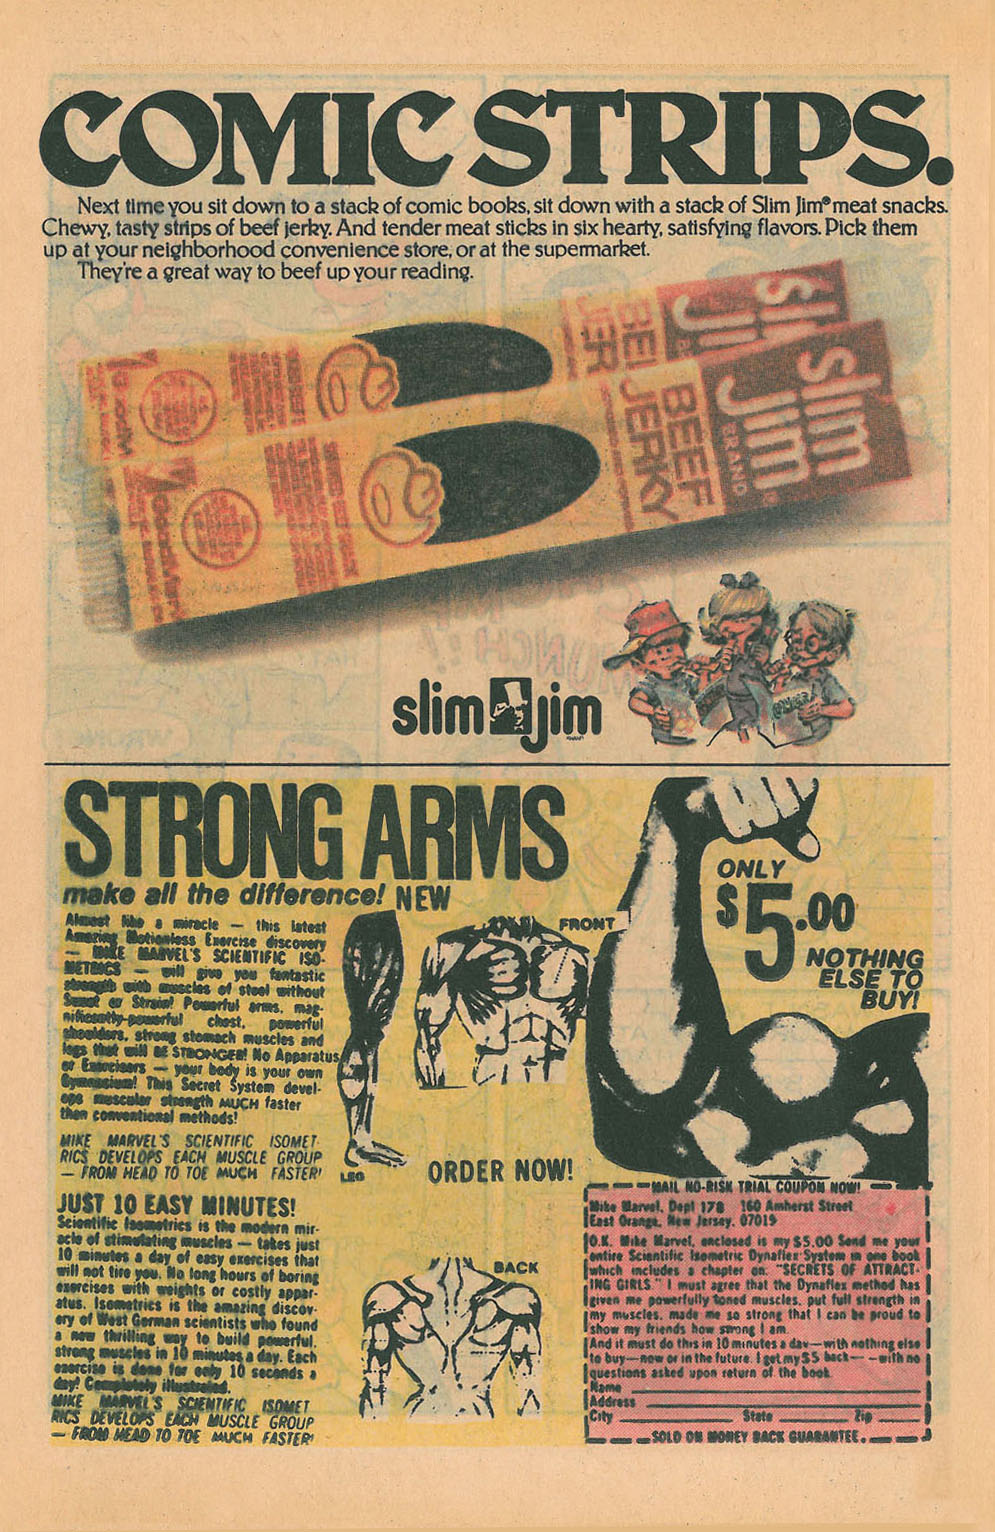 COMIC STRIPS.
Next time you sit down to a stack of comic books, sit down with a stack of Slim Jim® meat snacks.
Chewy, tasty strips of beef jerky. And tender meat sticks in six hearty, satisfying flavors. Pick them
up at your neighborhood convenience store, or at the supermarket.
They're a great way to beef up your reading.
Slim
Jim
BRAND
BEEF
JERKY
GoodMark
slim jim
STRONG ARMS
make all the difference! NEW
Almost like a miracle — this latest
Amazing Motionless Exercise discovery
— MIKE MARVEL'S SCIENTIFIC ISO-
METRICS — will give you fantastic
strength with muscles of steel without
Sweat or Strain! Powerful arms, mag-
nificently-powerful chest, powerful
shoulders, strong stomach muscles and
legs that will BE STRONGER! No Apparatus
or Exercisers — your body is your own
Gymnasium! This Secret System devel-
ops muscular strength MUCH faster
then conventional methods!
MIKE MARVEL'S SCIENTIFIC ISOMET-
RICS DEVELOPS EACH MUSCLE GROUP
— FROM HEAD TO TOE MUCH FASTER!
JUST 10 EASY MINUTES!
Scientific Isometrics is the modern mir-
acle of stimulating muscles — takes just
10 minutes a day of easy exercises that
will not tire you. No long hours of boring
exercises with weights or costly appar-
atus. Isometrics is the amazing discov-
ery of West German scientists who found
a new thrilling way to build powerful,
strong muscles in 10 minutes a day. Each
exercise is done for only 10 seconds a
day! Completely illustrated.
MIKE MARVEL'S SCIENTIFIC ISOMET
RICS DEVELOPS EACH MUSCLE GROUP
— FROM HEAD TO TOE MUCH FASTER!
FRONT
LEG
ORDER NOW!
BACK
ONLY
$5.00
NOTHING
ELSE TO
BUY!
MAIL NO-RISK TRIAL COUPON NOW!
Mike Marvel, Dept 178 160 Amherst Street
East Orange, New Jersey, 07019
O.K. Mike Marvel, enclosed is my $5.00 Send me your
entire Scientific Isometric Dynaflex System in one book
which includes a chapter on: "SECRETS OF ATTRACT-
ING GIRLS." I must agree that the Dynaflex method has
given me powerfully toned muscles, put full strength in
my muscles, made me so strong that I can be proud to
show my friends how strong I am.
And it must do this in 10 minutes a day—with nothing else
to buy—now or in the future. I get my $5 back——with no
questions asked upon return of the book.
Name
Address
City State Zip
SOLD ON MONEY BACK GUARANTEE.